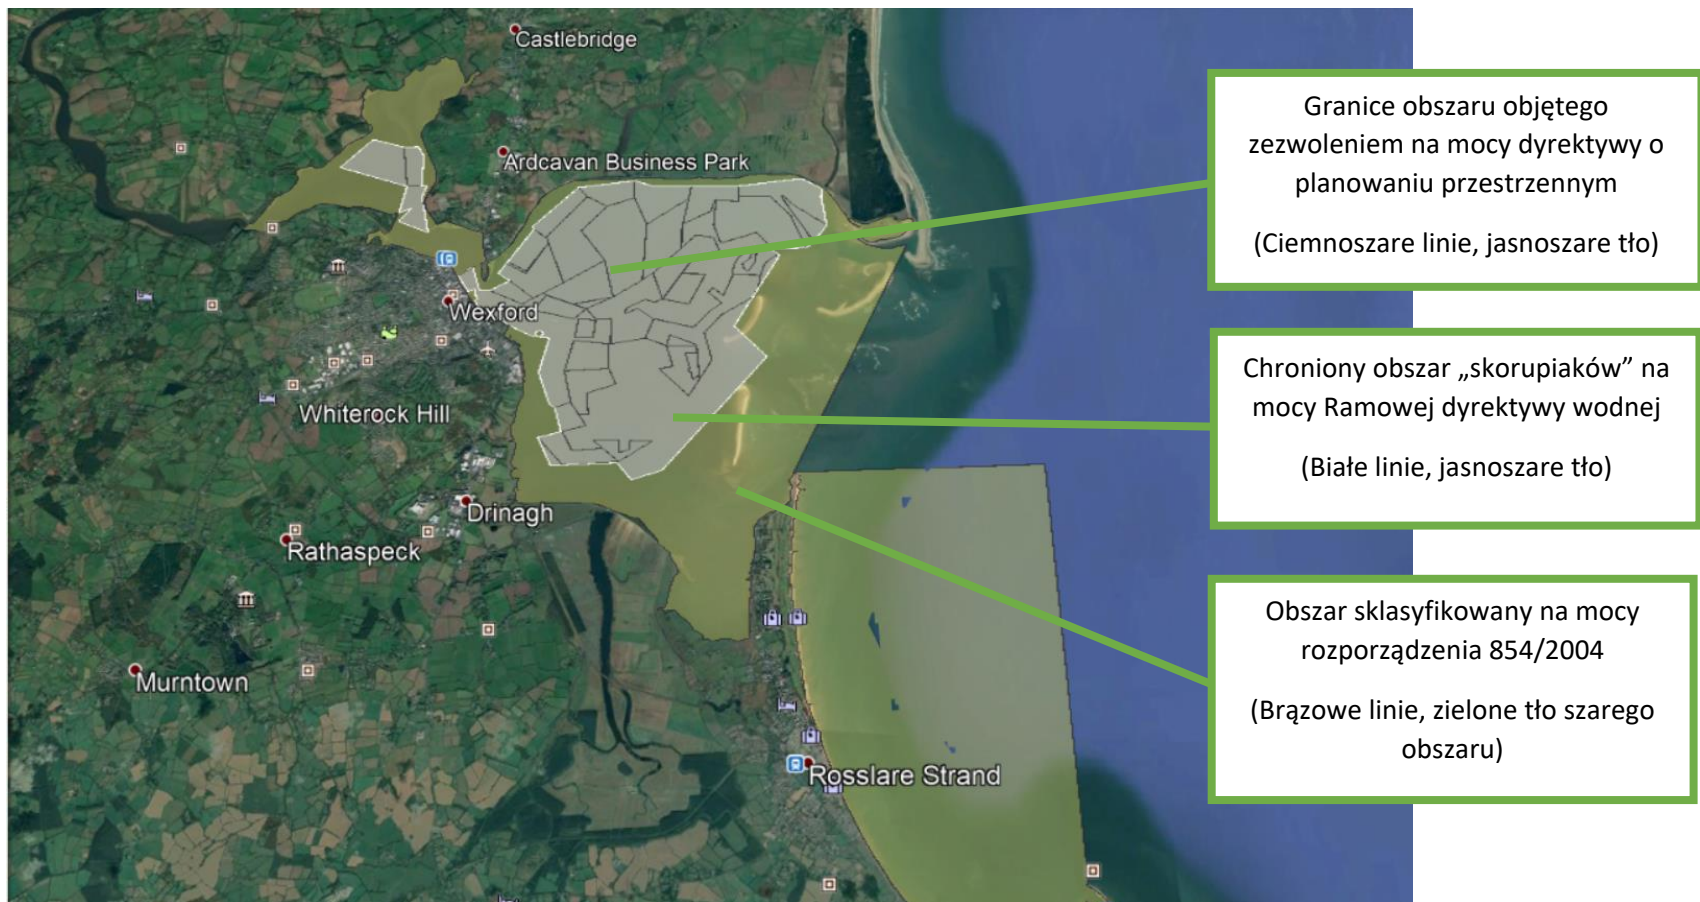 Castlebridge
Ardcavan Business Park
Wexford
Whiterock Hill
Drinagh
Rathaspeck
Murntown
Rosslare Strand
Granice obszaru objętego
zezwoleniem na mocy dyrektywy o
planowaniu przestrzennym
(Ciemnoszare linie, jasnoszare tło)
Chroniony obszar „skorupiaków” na
mocy Ramowej dyrektywy wodnej
(Białe linie, jasnoszare tło)
Obszar sklasyfikowany na mocy
rozporządzenia 854/2004
(Brązowe linie, zielone tło szarego
obszaru)